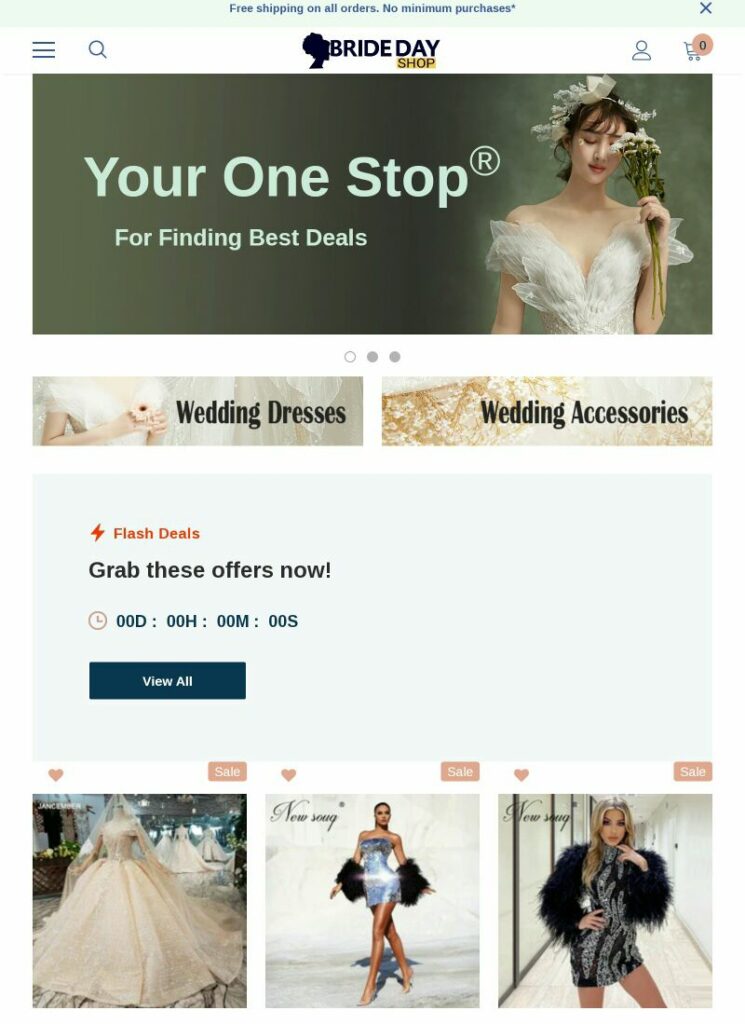 Free shipping on all orders. No minimum purchases*
BRIDE DAY
SHOP
0
Your One Stop®
For Finding Best Deals
Wedding Dresses
Wedding Accessories
Flash Deals
Grab these offers now!
00D : 00H : 00M : 00S
View All
Sale
Sale
Sale
JANCEMBER
New souq®
New souq®